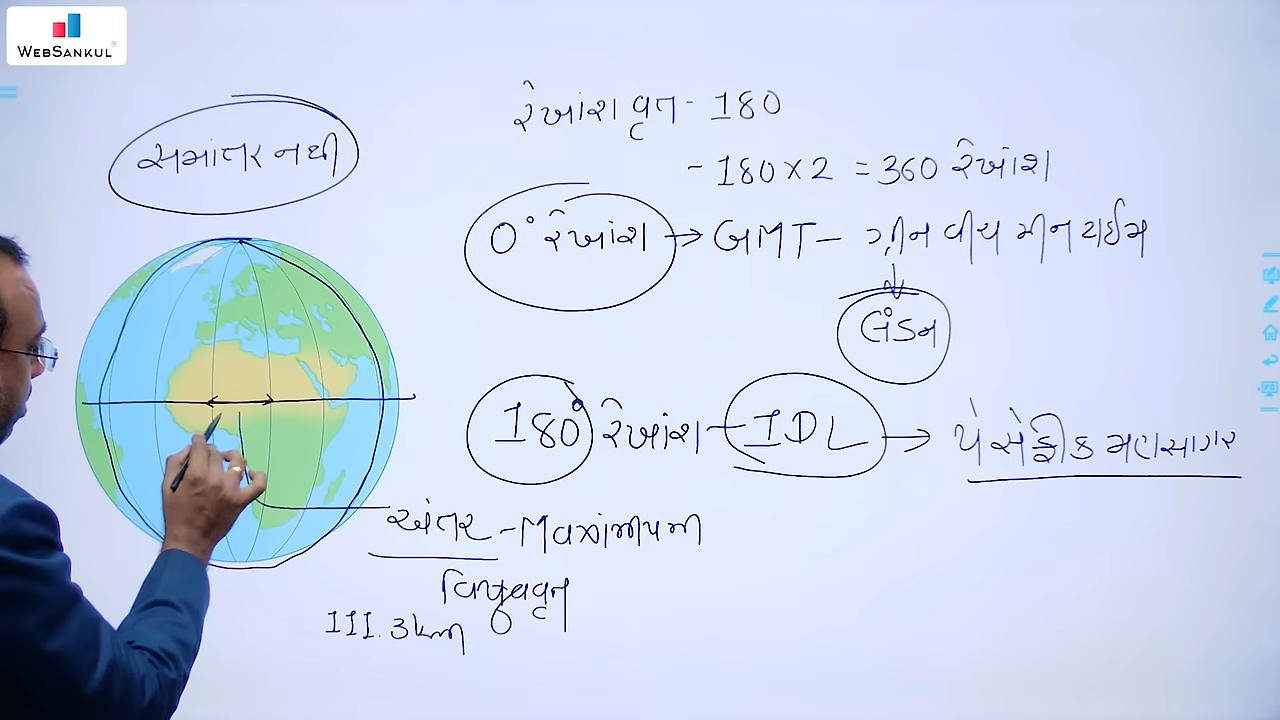 WEBSANKUL
સમાંતર નથી
રેખાંશ વૃત - 180
- 180 × 2 = 360 રેખાંશ
0° રેખાંશ → GMT - ગ્રીન વીચ મીન ટાઈમ
લંડન
180° રેખાંશ - IDL → પેસેફીક મહાસાગર
અંતર - Maximum
વિષુવવૃત
111.3 km